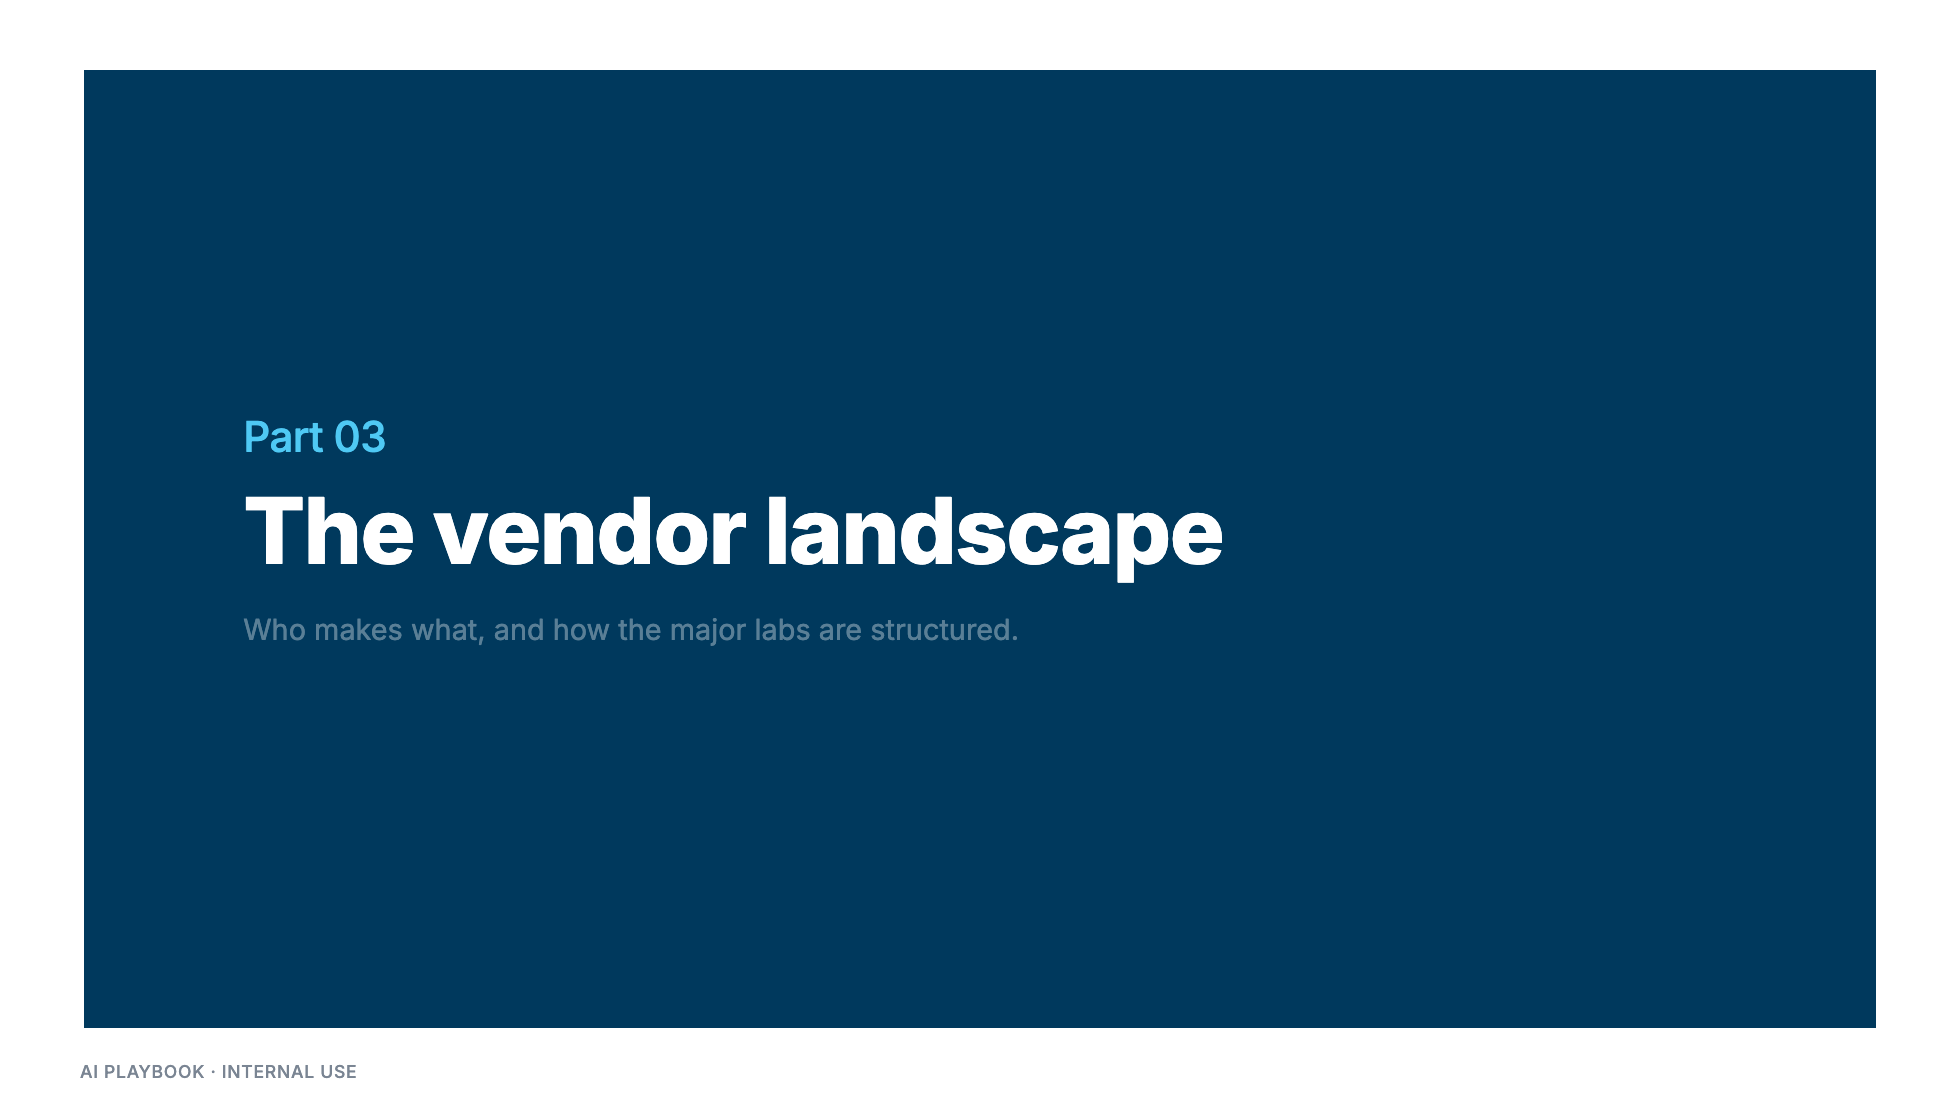 Part 03
The vendor landscape
Who makes what, and how the major labs are structured.
AI PLAYBOOK · INTERNAL USE